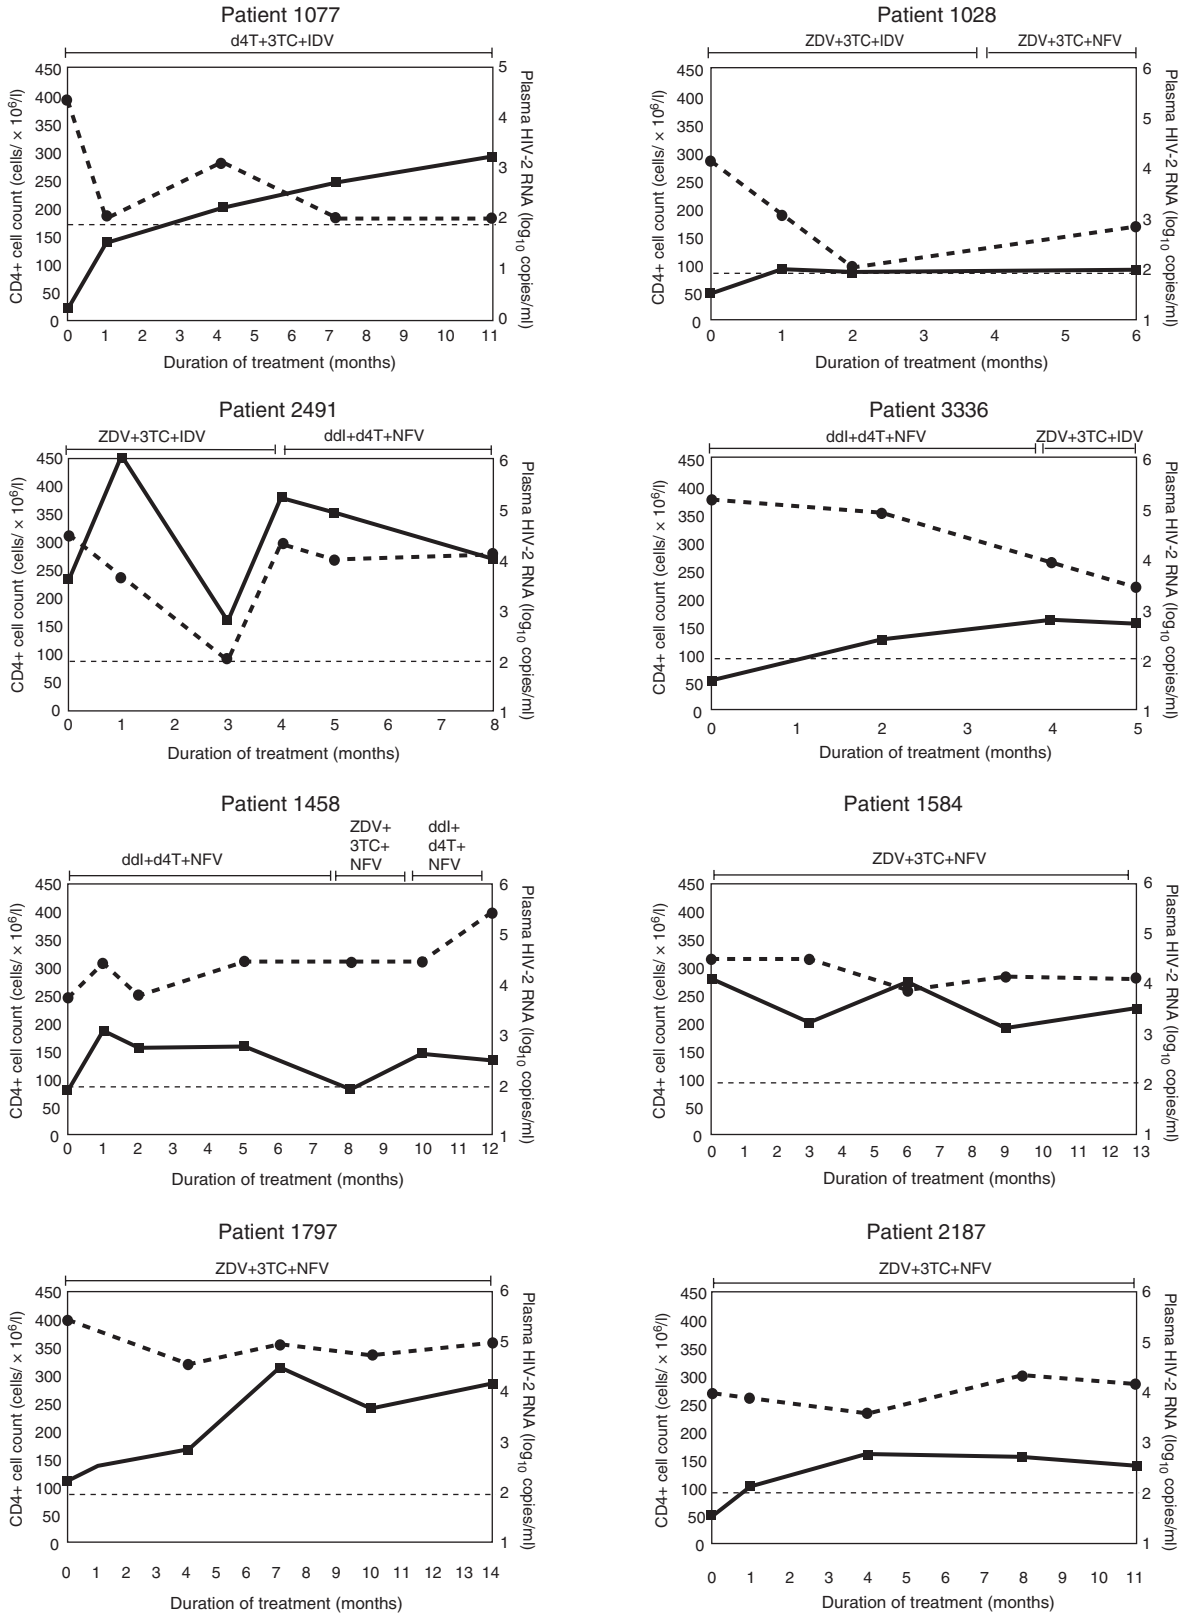 Patient 1077
d4T+3TC+IDV
450
400
350
300
250
200
150
100
50
0
5
4
3
2
1
0
CD4+ cell count (cells/ × 10⁶/l)
Plasma HIV-2 RNA (log₁₀ copies/ml)
0 1 2 3 4 5 6 7 8 9 10 11
Duration of treatment (months)
Patient 1028
ZDV+3TC+IDV ZDV+3TC+NFV
450
400
350
300
250
200
150
100
50
0
6
5
4
3
2
1
CD4+ cell count (cells/ × 10⁶/l)
Plasma HIV-2 RNA (log₁₀ copies/ml)
0 1 2 3 4 5 6
Duration of treatment (months)
Patient 2491
ZDV+3TC+IDV ddI+d4T+NFV
450
400
350
300
250
200
150
100
50
0
6
5
4
3
2
1
CD4+ cell count (cells/ × 10⁶/l)
Plasma HIV-2 RNA (log₁₀ copies/ml)
0 1 2 3 4 5 6 7 8
Duration of treatment (months)
Patient 3336
ddI+d4T+NFV ZDV+3TC+IDV
450
400
350
300
250
200
150
100
50
0
6
5
4
3
2
1
CD4+ cell count (cells/ × 10⁶/l)
Plasma HIV-2 RNA (log₁₀ copies/ml)
0 1 2 3 4 5
Duration of treatment (months)
Patient 1458
ddI+d4T+NFV
ZDV+
3TC+
NFV
ddI+
d4T+
NFV
450
400
350
300
250
200
150
100
50
0
6
5
4
3
2
1
CD4+ cell count (cells/ × 10⁶/l)
Plasma HIV-2 RNA (log₁₀ copies/ml)
0 1 2 3 4 5 6 7 8 9 10 11 13 12
Duration of treatment (months)
Patient 1584
ZDV+3TC+NFV
450
400
350
300
250
200
150
100
50
0
6
5
4
3
2
1
CD4+ cell count (cells/ × 10⁶/l)
Plasma HIV-2 RNA (log₁₀ copies/ml)
0 1 2 3 4 5 6 7 8 9 10 11 12 13
Duration of treatment (months)
Patient 1797
ZDV+3TC+NFV
450
400
350
300
250
200
150
100
50
0
6
5
4
3
2
1
CD4+ cell count (cells/ × 10⁶/l)
Plasma HIV-2 RNA (log₁₀ copies/ml)
0 1 2 3 4 5 6 7 8 9 10 11 12 13 14
Duration of treatment (months)
Patient 2187
ZDV+3TC+NFV
450
400
350
300
250
200
150
100
50
0
6
5
4
3
2
1
CD4+ cell count (cells/ × 10⁶/l)
Plasma HIV-2 RNA (log₁₀ copies/ml)
0 1 2 3 4 5 6 7 8 9 10 11
Duration of treatment (months)